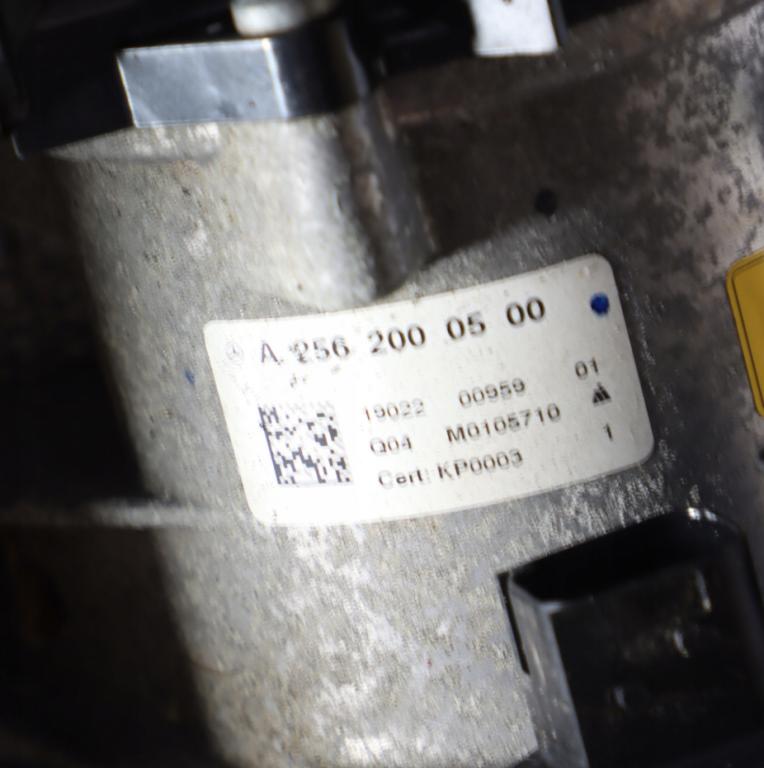 A 256 200 05 00
19022 00959 01
Q04 M0105710
Cert: KP0003 1